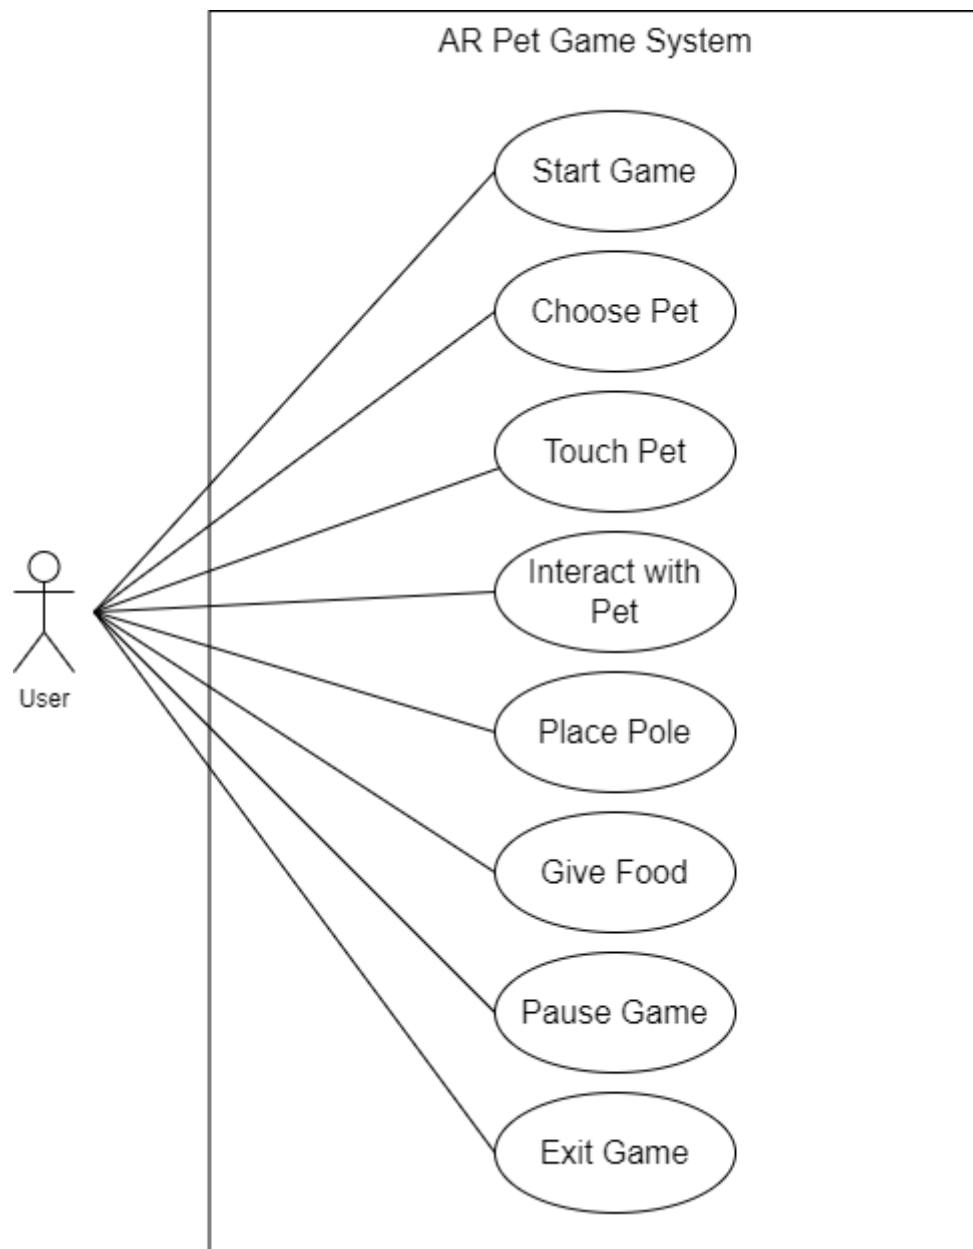 AR Pet Game System
Start Game
Choose Pet
Touch Pet
Interact with
Pet
User
Place Pole
Give Food
Pause Game
Exit Game